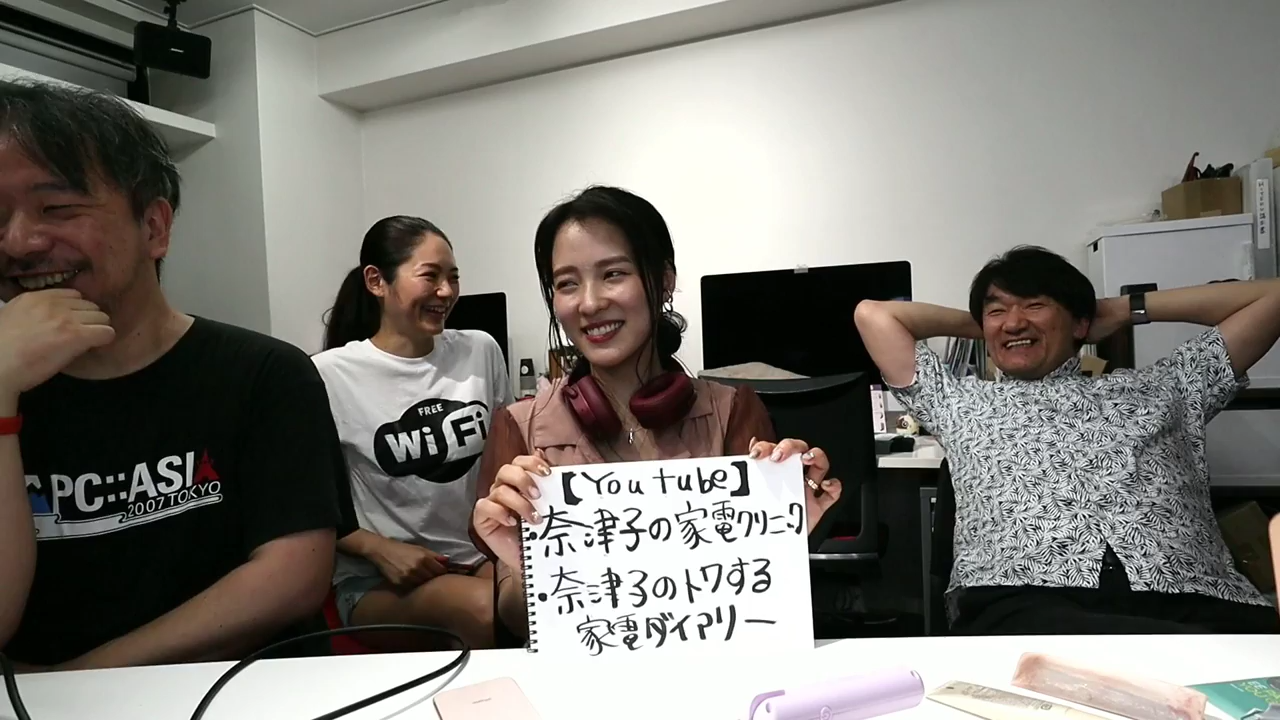 APC::ASIA
2007 TOKYO
FREE
Wi Fi
【Youtube】
・奈津子の家電クリニック
・奈津子のトワする
家電ダイアリー